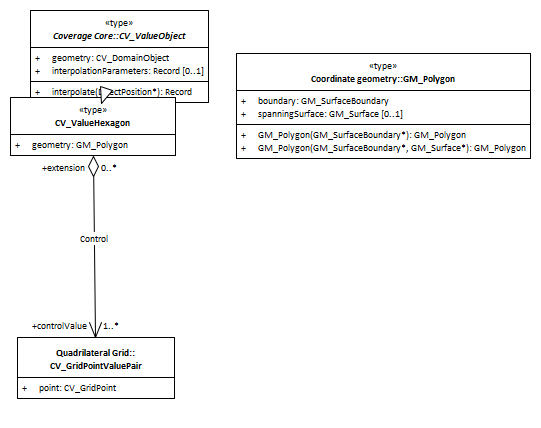 «type»
Coverage Core::CV_ValueObject
+ geometry: CV_DomainObject
+ interpolationParameters: Record [0..1]
+ interpolate(ectPosition*): Record
«type»
CV_ValueHexagon
+ geometry: GM_Polygon
+extension 0..*
Control
+controlValue 1..*
Quadrilateral Grid::
CV_GridPointValuePair
+ point: CV_GridPoint
«type»
Coordinate geometry::GM_Polygon
+ boundary: GM_SurfaceBoundary
+ spanningSurface: GM_Surface [0..1]
+ GM_Polygon(GM_SurfaceBoundary*): GM_Polygon
+ GM_Polygon(GM_SurfaceBoundary*, GM_Surface*): GM_Polygon